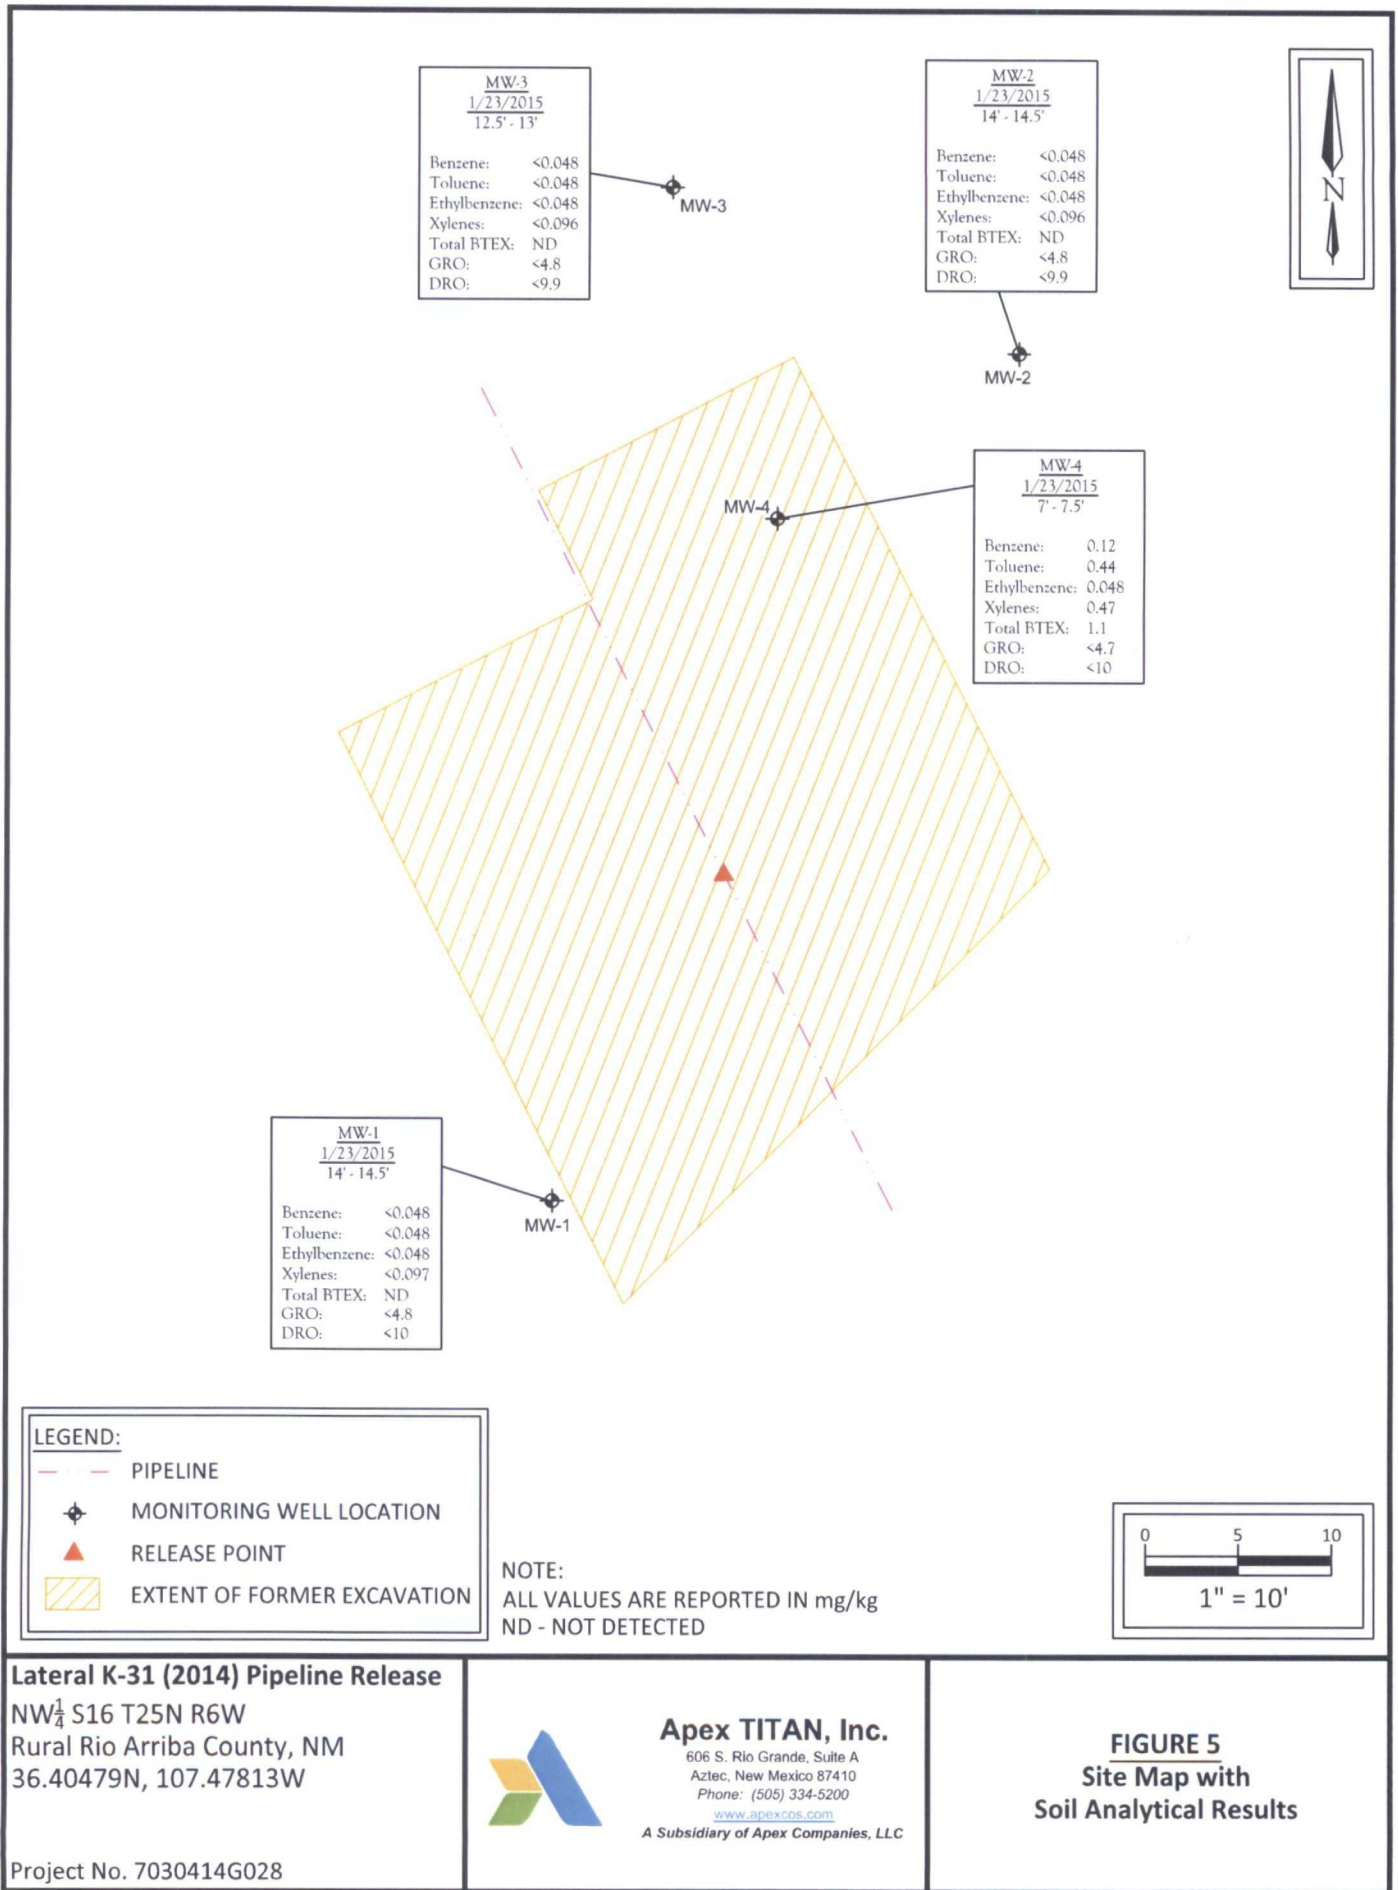 MW-3
1/23/2015
12.5' - 13'
Benzene: <0.048
Toluene: <0.048
Ethylbenzene: <0.048
Xylenes: <0.096
Total BTEX: ND
GRO: <4.8
DRO: <9.9
MW-3
MW-2
1/23/2015
14' - 14.5'
Benzene: <0.048
Toluene: <0.048
Ethylbenzene: <0.048
Xylenes: <0.096
Total BTEX: ND
GRO: <4.8
DRO: <9.9
MW-2
N
MW-4
MW-4
1/23/2015
7' - 7.5'
Benzene: 0.12
Toluene: 0.44
Ethylbenzene: 0.048
Xylenes: 0.47
Total BTEX: 1.1
GRO: <4.7
DRO: <10
MW-1
1/23/2015
14' - 14.5'
Benzene: <0.048
Toluene: <0.048
Ethylbenzene: <0.048
Xylenes: <0.097
Total BTEX: ND
GRO: <4.8
DRO: <10
MW-1
LEGEND:
PIPELINE
MONITORING WELL LOCATION
RELEASE POINT
EXTENT OF FORMER EXCAVATION
NOTE:
ALL VALUES ARE REPORTED IN mg/kg
ND - NOT DETECTED
0 5 10
1" = 10'
Lateral K-31 (2014) Pipeline Release
NW¼ S16 T25N R6W
Rural Rio Arriba County, NM
36.40479N, 107.47813W
Project No. 7030414G028
Apex TITAN, Inc.
606 S. Rio Grande, Suite A
Aztec, New Mexico 87410
Phone: (505) 334-5200
www.apexcos.com
A Subsidiary of Apex Companies, LLC
FIGURE 5
Site Map with
Soil Analytical Results